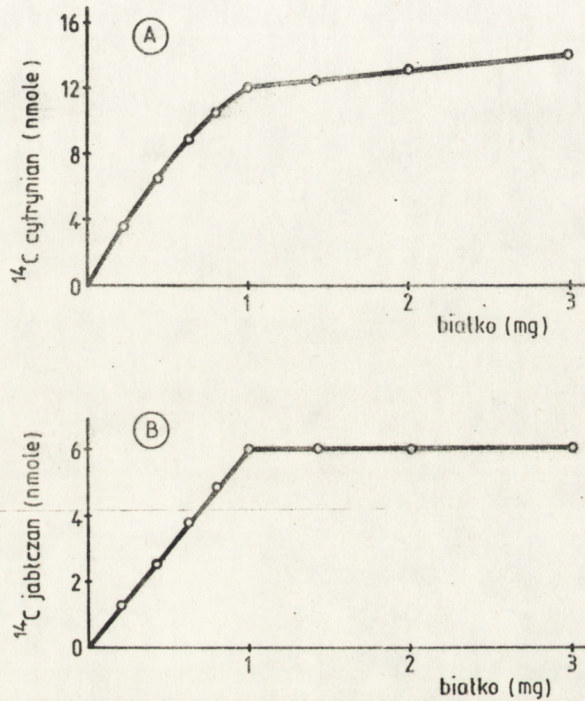 A
16
12
8
4
0
¹⁴C cytrynian (nmole)
1
2
3
białko (mg)
B
6
4
2
0
¹⁴C jabłczan (nmole)
1
2
3
białko (mg)